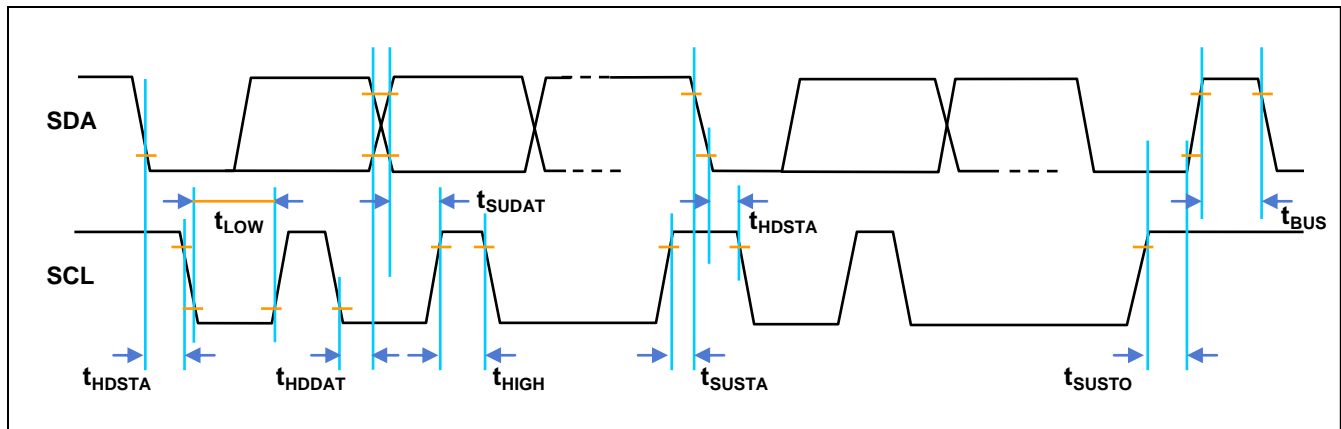 SDA
tSUDAT
tLOW
tHDSTA
tBUS
SCL
tHDSTA
tHDDAT
tHIGH
tSUSTA
tSUSTO